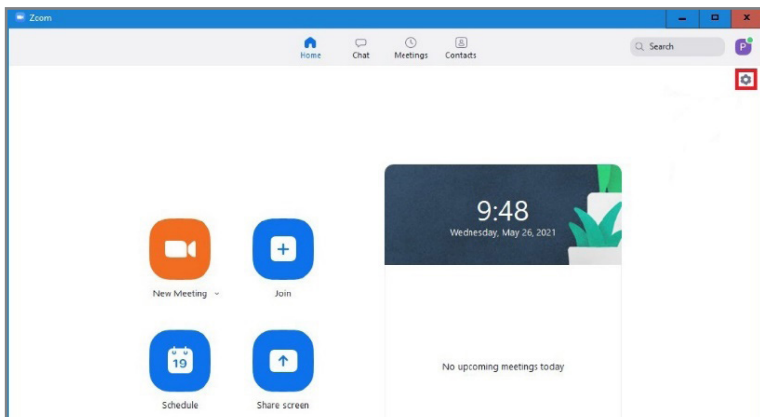 Zoom
Home Chat Meetings Contacts
Search
P
9:48
Wednesday, May 26, 2021
New Meeting
Join
19
Schedule
Share screen
No upcoming meetings today